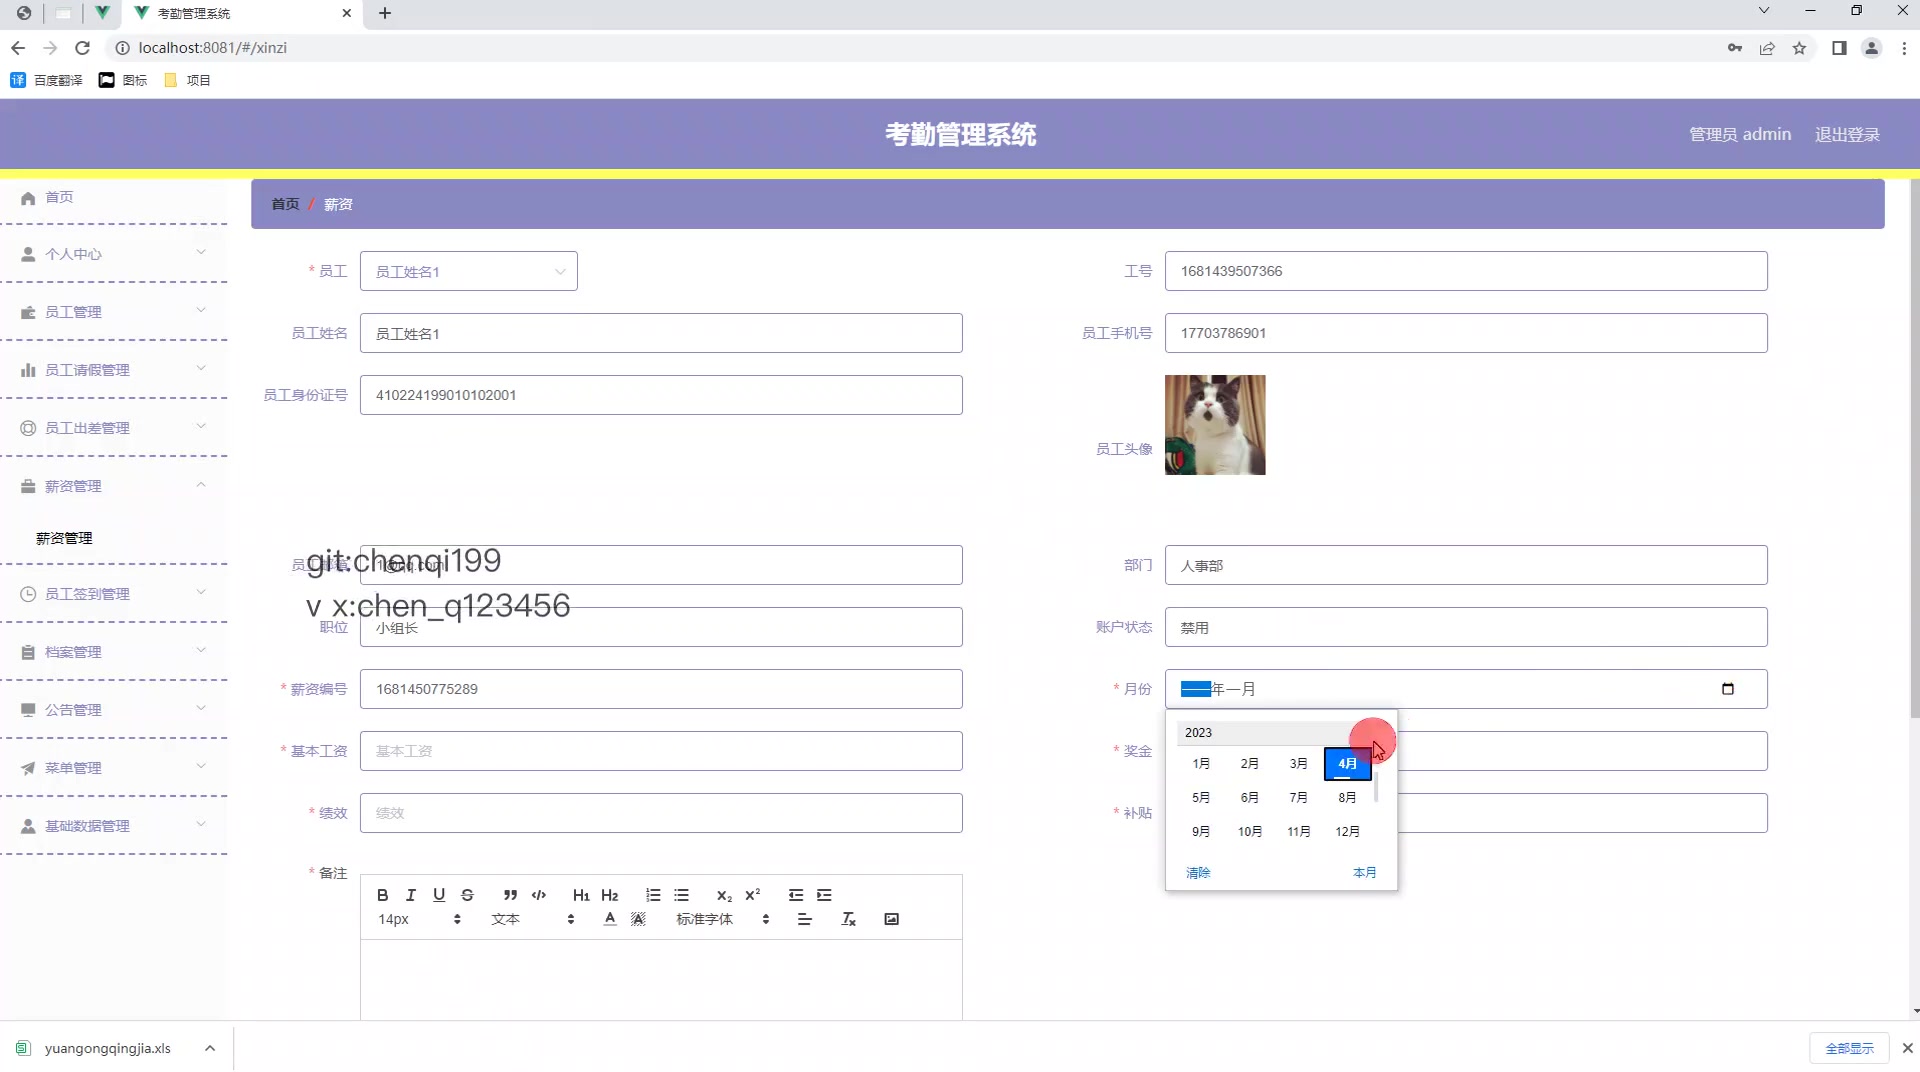 考勤管理系统
localhost:8081/#/xinzi
百度翻译
图标
项目
考勤管理系统
管理员 admin
退出登录
首页
个人中心
员工管理
员工请假管理
员工出差管理
薪资管理
薪资管理
员工签到管理
档案管理
公告管理
菜单管理
基础数据管理
首页 / 薪资
* 员工 员工姓名1
工号 1681439507366
员工姓名 员工姓名1
员工手机号 17703786901
员工身份证号 410224199010102001
员工头像
git:chenqi199
1@qq.com
部门 人事部
v x:chen_q123456
职位 小组长
账户状态 禁用
* 薪资编号 1681450775289
* 月份 年一月
2023
1月 2月 3月 4月
5月 6月 7月 8月
9月 10月 11月 12月
清除 本月
* 基本工资 基本工资
* 奖金
* 绩效 绩效
* 补贴
* 备注
B I U S H1 H2 X2 X2
14px 文本 A A 标准字体 Tx
yuangongqingjia.xls
全部显示